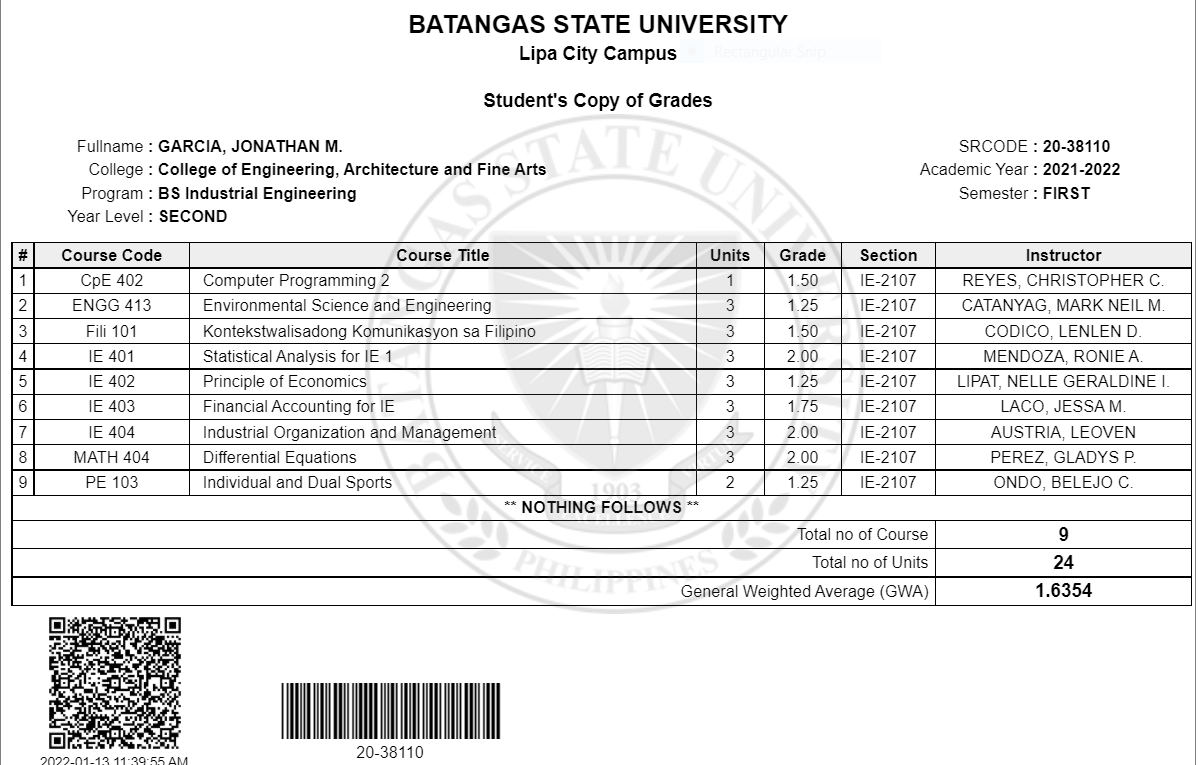 BATANGAS STATE UNIVERSITY
Lipa City Campus
Rectangular Snip
Student's Copy of Grades
Fullname : GARCIA, JONATHAN M.
SRCODE : 20-38110
College : College of Engineering, Architecture and Fine Arts
Academic Year : 2021-2022
Program : BS Industrial Engineering
Semester : FIRST
Year Level : SECOND
# Course Code Course Title Units Grade Section Instructor
1 CpE 402 Computer Programming 2 1 1.50 IE-2107 REYES, CHRISTOPHER C.
2 ENGG 413 Environmental Science and Engineering 3 1.25 IE-2107 CATANYAG, MARK NEIL M.
3 Fili 101 Kontekstwalisadong Komunikasyon sa Filipino 3 1.50 IE-2107 CODICO, LENLEN D.
4 IE 401 Statistical Analysis for IE 1 3 2.00 IE-2107 MENDOZA, RONIE A.
5 IE 402 Principle of Economics 3 1.25 IE-2107 LIPAT, NELLE GERALDINE I.
6 IE 403 Financial Accounting for IE 3 1.75 IE-2107 LACO, JESSA M.
7 IE 404 Industrial Organization and Management 3 2.00 IE-2107 AUSTRIA, LEOVEN
8 MATH 404 Differential Equations 3 2.00 IE-2107 PEREZ, GLADYS P.
9 PE 103 Individual and Dual Sports 2 1.25 IE-2107 ONDO, BELEJO C.
** NOTHING FOLLOWS **
Total no of Course 9
Total no of Units 24
General Weighted Average (GWA) 1.6354
BATANGAS STATE UNIVERSITY
1903
PHILIPPINES
20-38110
2022-01-13 11:39:55 AM